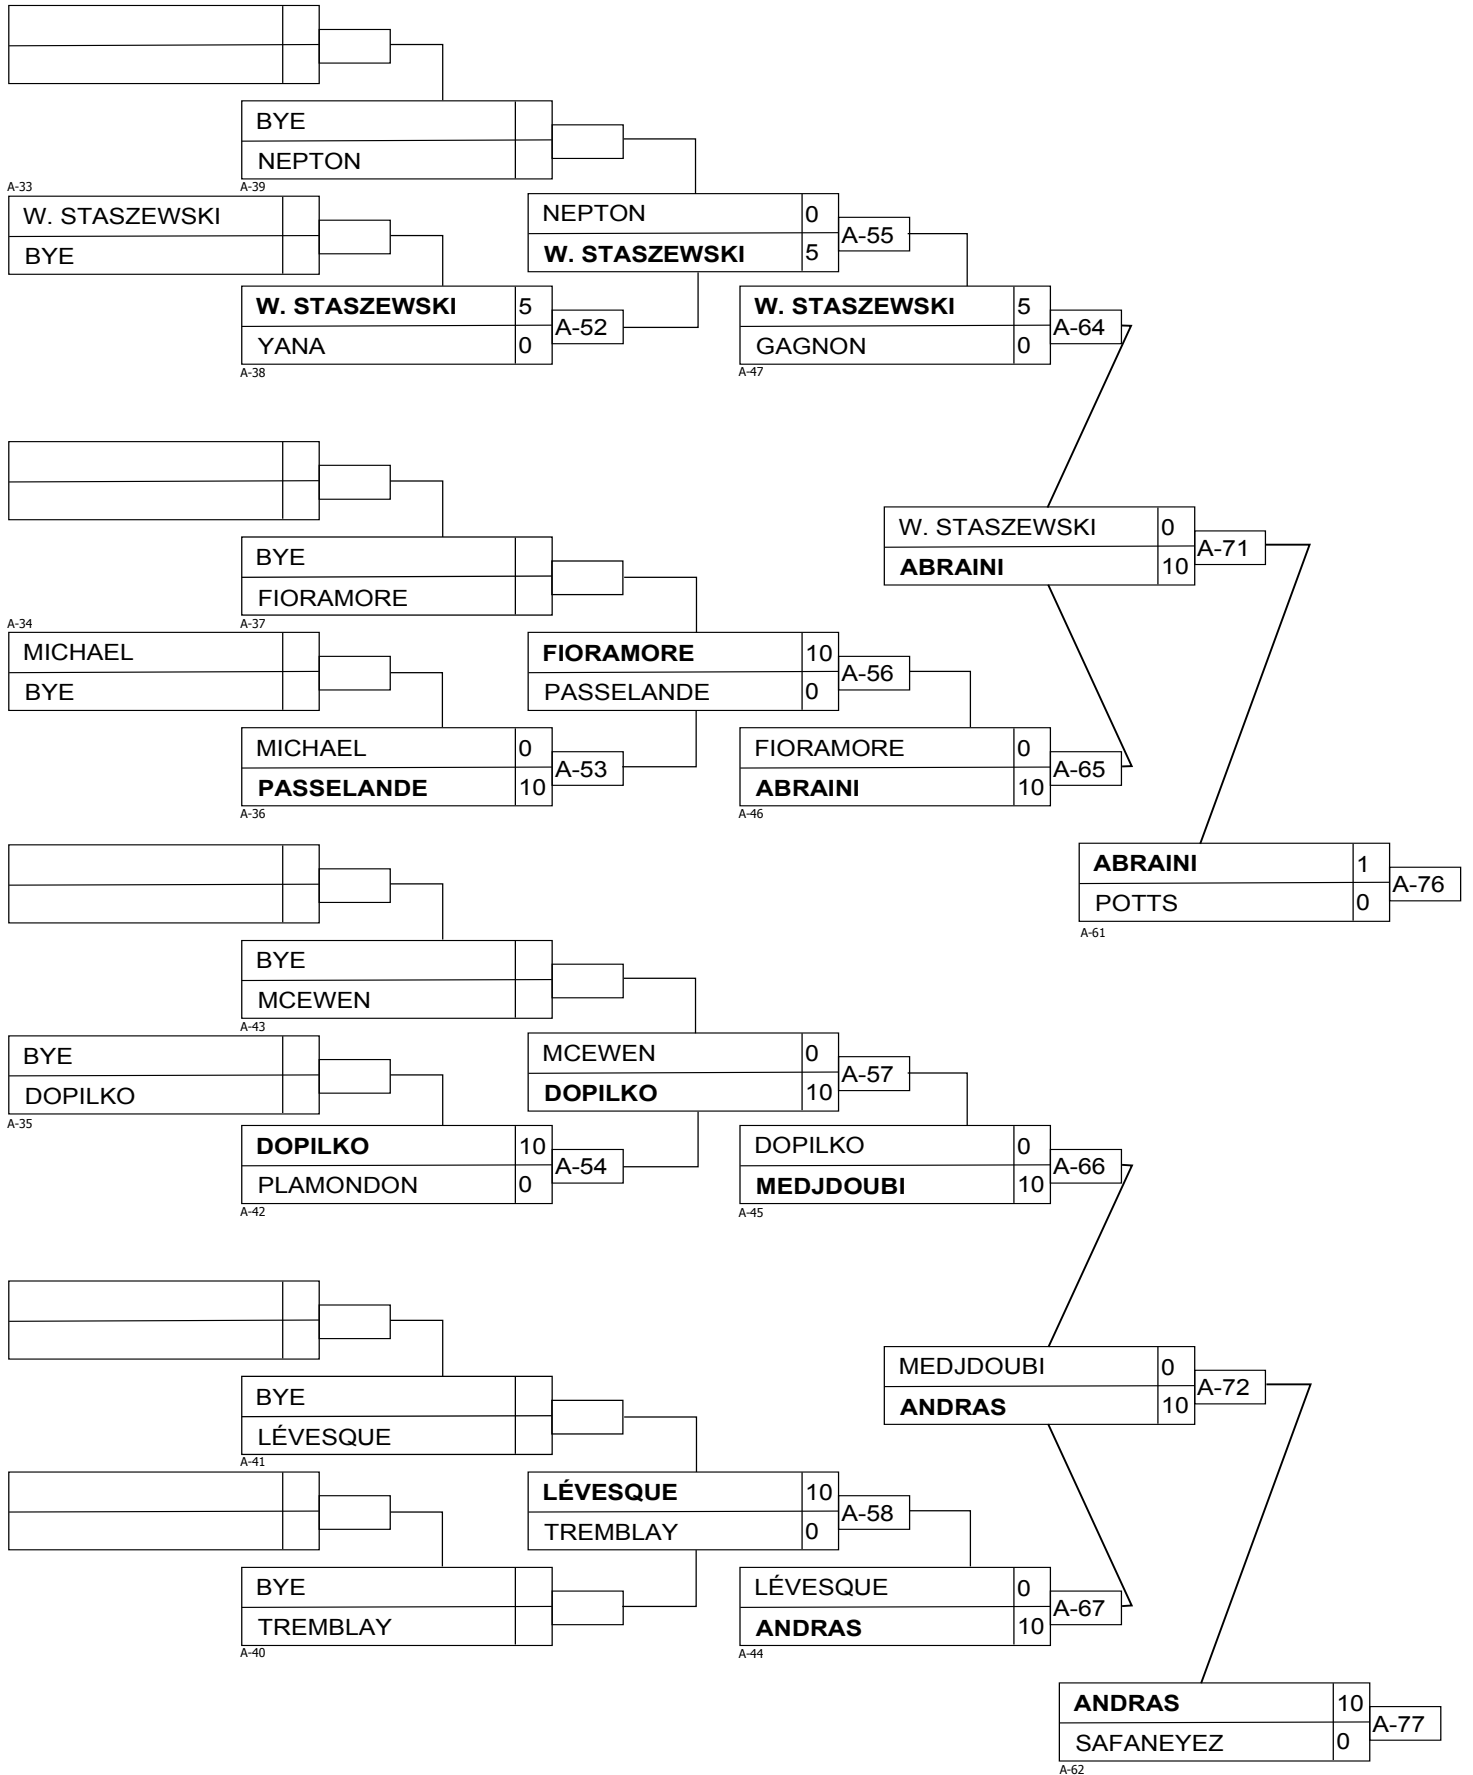 BYE
NEPTON
A-33
A-39
W. STASZEWSKI
BYE
NEPTON 0
W. STASZEWSKI 5
A-55
W. STASZEWSKI 5
YANA 0
A-52
A-38
W. STASZEWSKI 5
GAGNON 0
A-64
A-47
BYE
FIORAMORE
A-34
A-37
W. STASZEWSKI 0
ABRAINI 10
A-71
MICHAEL
BYE
FIORAMORE 10
PASSELANDE 0
A-56
MICHAEL 0
PASSELANDE 10
A-53
A-36
FIORAMORE 0
ABRAINI 10
A-65
A-46
ABRAINI 1
POTTS 0
A-76
A-61
BYE
MCEWEN
A-43
BYE
DOPILKO
A-35
MCEWEN 0
DOPILKO 10
A-57
DOPILKO 10
PLAMONDON 0
A-54
A-42
DOPILKO 0
MEDJDOUBI 10
A-66
A-45
BYE
LÉVESQUE
A-41
MEDJDOUBI 0
ANDRAS 10
A-72
LÉVESQUE 10
TREMBLAY 0
A-58
BYE
TREMBLAY
A-40
LÉVESQUE 0
ANDRAS 10
A-67
A-44
ANDRAS 10
SAFANEYEZ 0
A-77
A-62